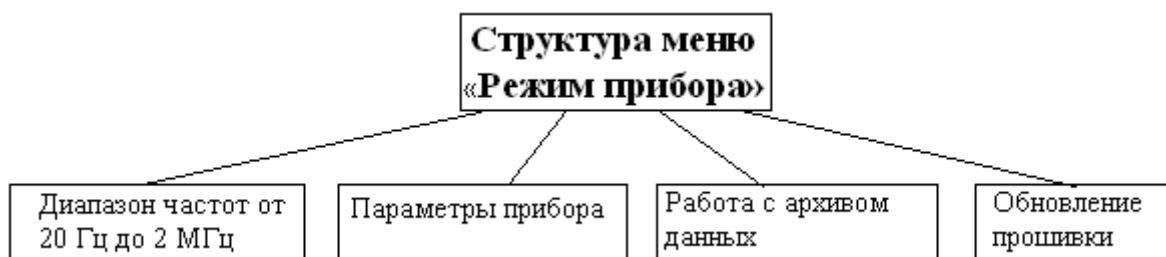 Структура меню
«Режим прибора»
Диапазон частот от
20 Гц до 2 МГц
Параметры прибора
Работа с архивом
данных
Обновление
прошивки